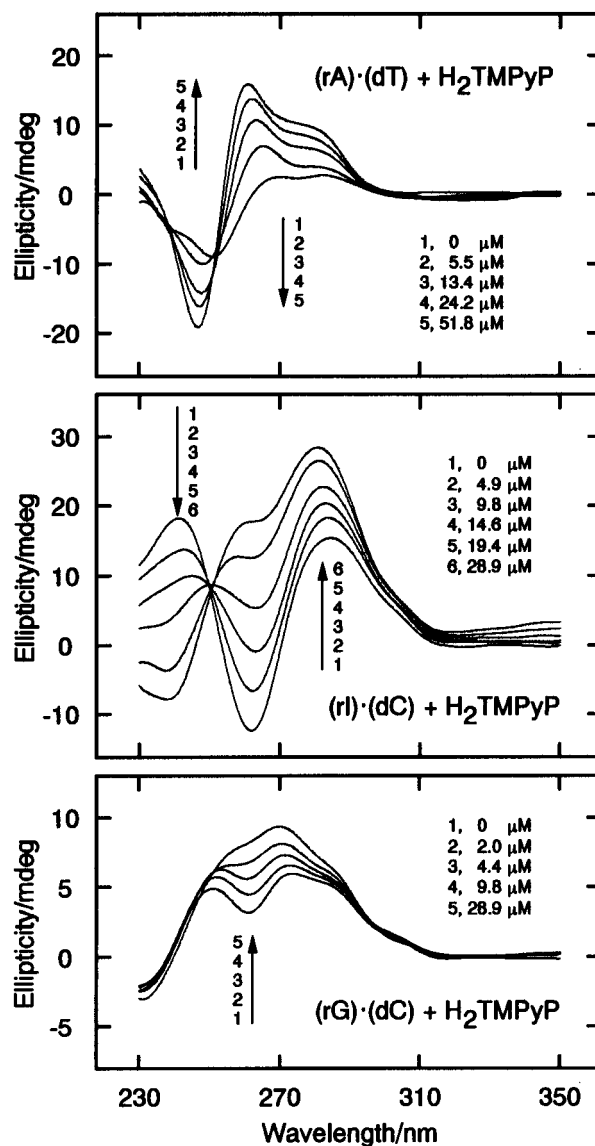 Ellipticity/mdeg
20
10
0
-10
-20
(rA)·(dT) + H2TMPyP
5
4
3
2
1
1
2
3
4
5
1, 0 μM
2, 5.5 μM
3, 13.4 μM
4, 24.2 μM
5, 51.8 μM
Ellipticity/mdeg
30
20
10
0
-10
1
2
3
4
5
6
1, 0 μM
2, 4.9 μM
3, 9.8 μM
4, 14.6 μM
5, 19.4 μM
6, 28.9 μM
6
5
4
3
2
1
(rI)·(dC) + H2TMPyP
Ellipticity/mdeg
10
5
0
-5
1, 0 μM
2, 2.0 μM
3, 4.4 μM
4, 9.8 μM
5, 28.9 μM
5
4
3
2
1
(rG)·(dC) + H2TMPyP
230 270 310 350
Wavelength/nm